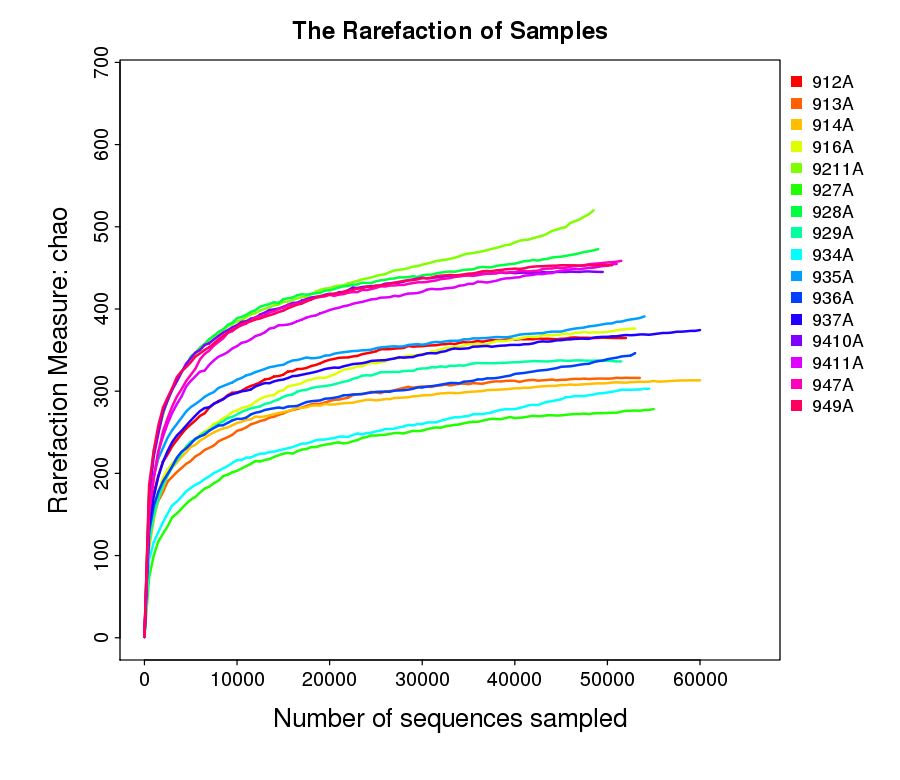 The Rarefaction of Samples
Rarefaction Measure: chao
700
600
500
400
300
200
100
0
0 10000 20000 30000 40000 50000 60000
Number of sequences sampled
912A
913A
914A
916A
9211A
927A
928A
929A
934A
935A
936A
937A
9410A
9411A
947A
949A